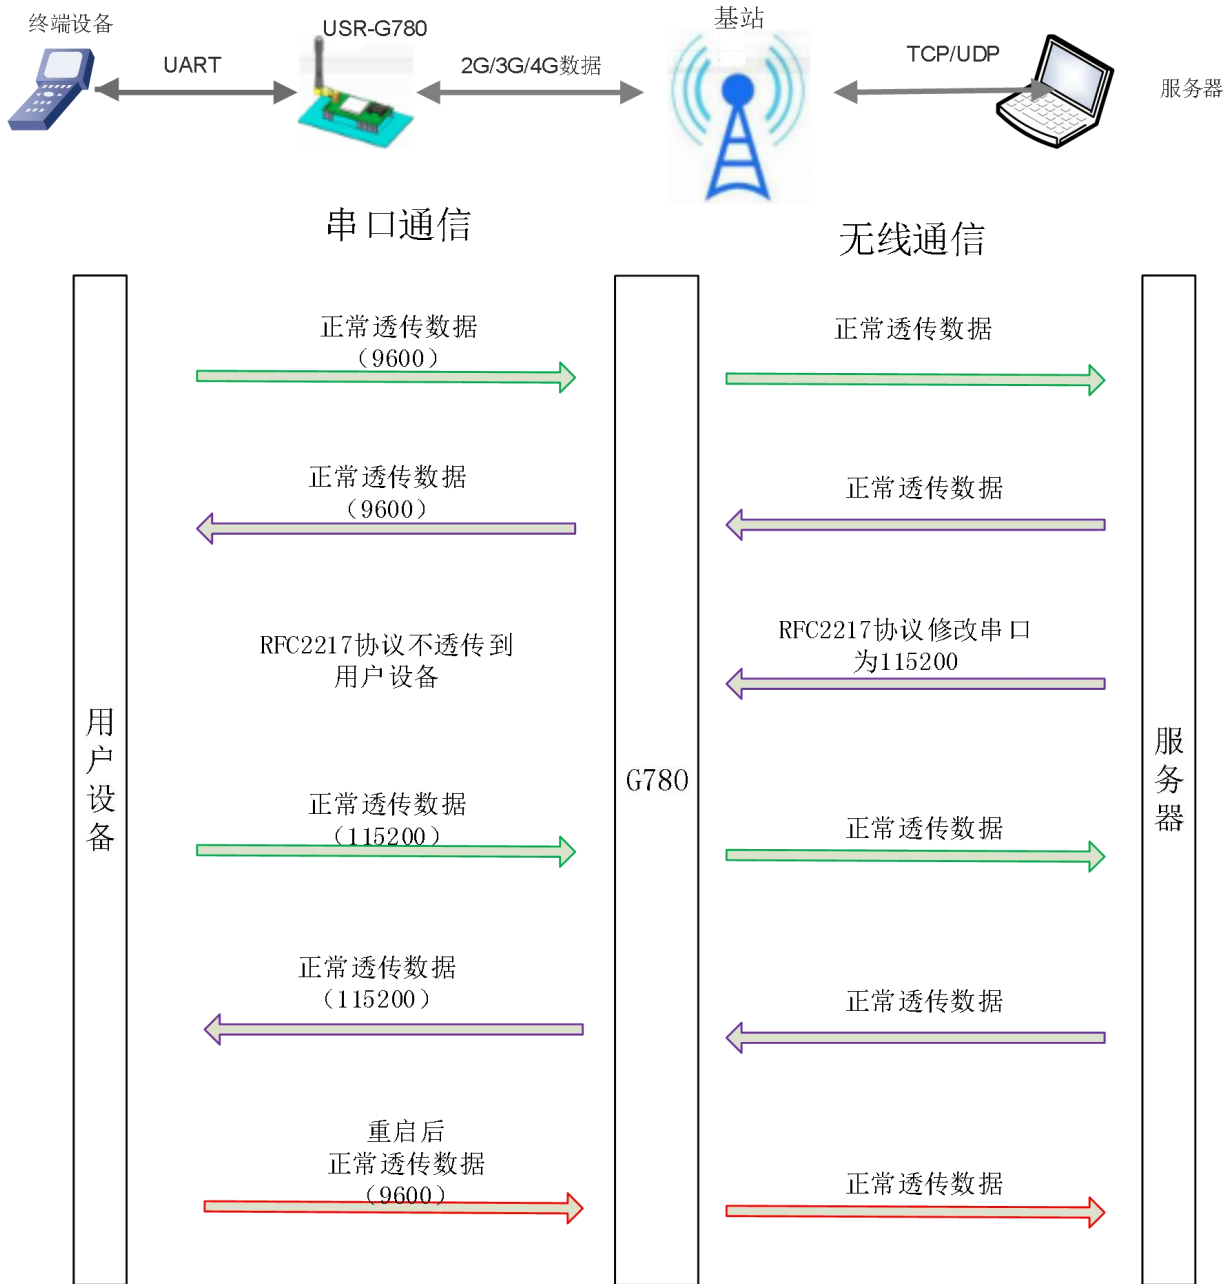 终端设备
USR-G780
基站
UART
2G/3G/4G数据
TCP/UDP
服务器
串口通信
无线通信
正常透传数据
（9600）
正常透传数据
正常透传数据
（9600）
正常透传数据
RFC2217协议不透传到
用户设备
RFC2217协议修改串口
为115200
用户设备
G780
服务器
正常透传数据
（115200）
正常透传数据
正常透传数据
（115200）
正常透传数据
重启后
正常透传数据
（9600）
正常透传数据